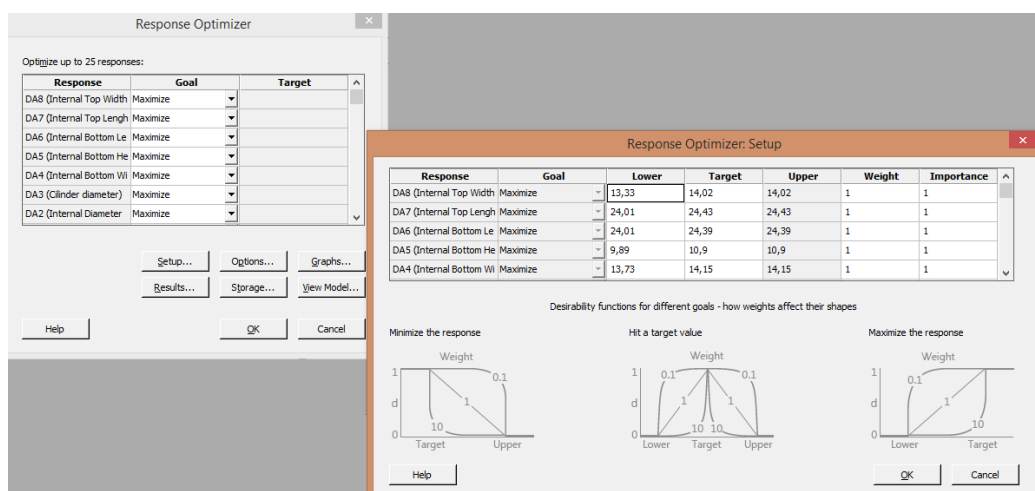 Response Optimizer
Optimize up to 25 responses:
Response Goal Target
DA8 (Internal Top Width Maximize
DA7 (Internal Top Lengh Maximize
DA6 (Internal Bottom Le Maximize
DA5 (Internal Bottom He Maximize
DA4 (Internal Bottom Wi Maximize
DA3 (Cilinder diameter) Maximize
DA2 (Internal Diameter Maximize
Setup... Options... Graphs...
Results... Storage... View Model...
Help OK Cancel
Response Optimizer: Setup
Response Goal Lower Target Upper Weight Importance
DA8 (Internal Top Width Maximize 13,33 14,02 14,02 1 1
DA7 (Internal Top Lengh Maximize 24,01 24,43 24,43 1 1
DA6 (Internal Bottom Le Maximize 24,01 24,39 24,39 1 1
DA5 (Internal Bottom He Maximize 9,89 10,9 10,9 1 1
DA4 (Internal Bottom Wi Maximize 13,73 14,15 14,15 1 1
Desirability functions for different goals - how weights affect their shapes
Minimize the response
Weight
1
0.1
d
1
10
0
Target Upper
Hit a target value
Weight
1
0.1 0.1
d
1 1
10 10
0
Lower Target Upper
Maximize the response
Weight
1
0.1
d
1
10
0
Lower Target
Help OK Cancel